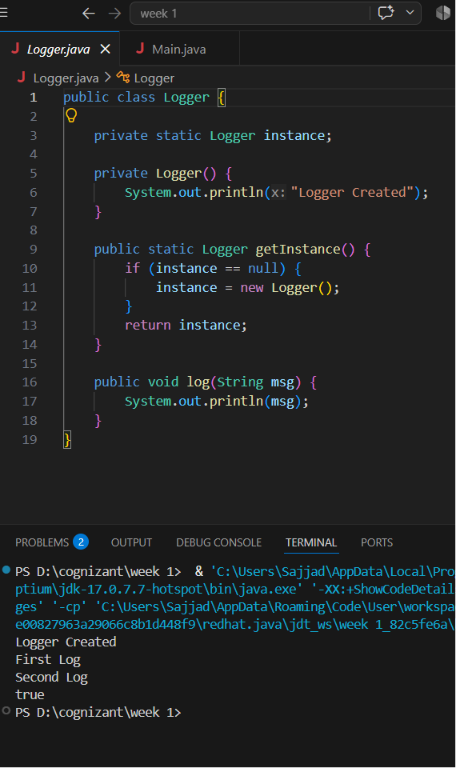 week 1
Logger.java
Main.java
Logger.java > Logger
1 public class Logger {
2
3 private static Logger instance;
4
5 private Logger() {
6 System.out.println(x: "Logger Created");
7 }
8
9 public static Logger getInstance() {
10 if (instance == null) {
11 instance = new Logger();
12 }
13 return instance;
14 }
15
16 public void log(String msg) {
17 System.out.println(msg);
18 }
19 }
PROBLEMS 2 OUTPUT DEBUG CONSOLE TERMINAL PORTS
PS D:\cognizant\week 1> & 'C:\Users\Sajjad\AppData\Local\Pro
ptium\jdk-17.0.7.7-hotspot\bin\java.exe' '-XX:+ShowCodeDetail
ges' '-cp' 'C:\Users\Sajjad\AppData\Roaming\Code\User\workspa
e00827963a29066c8b1d448f9\redhat.java\jdt_ws\week 1_82c5fe6a\
Logger Created
First Log
Second Log
true
PS D:\cognizant\week 1>